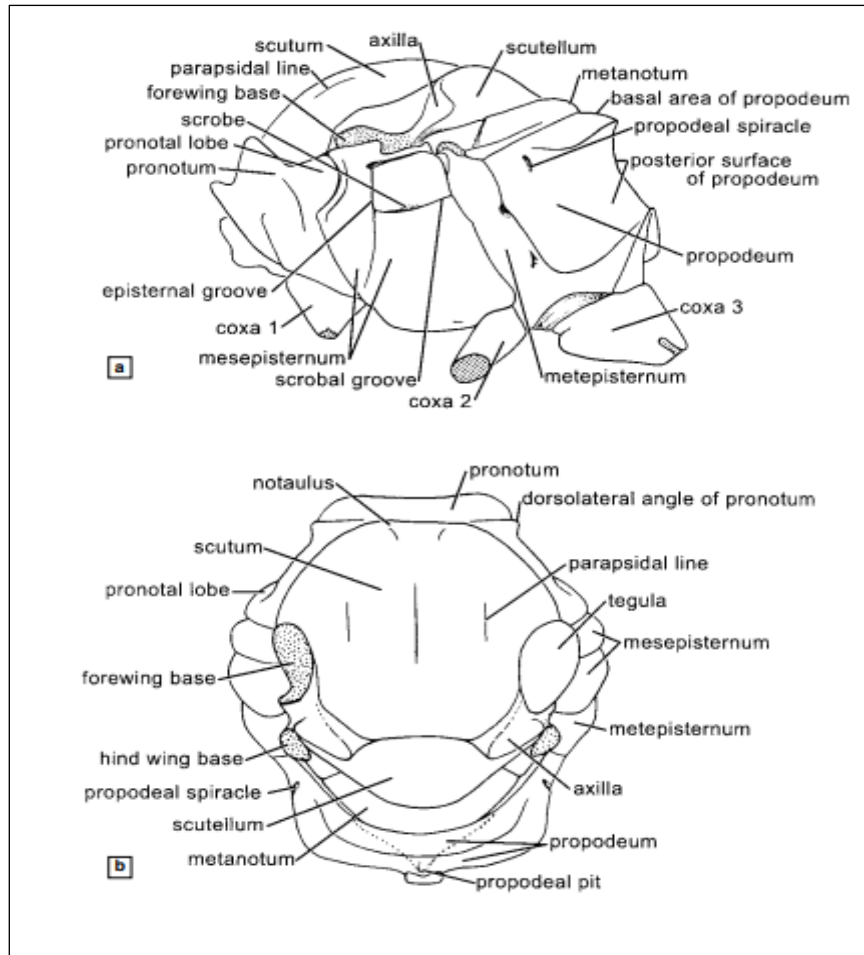 axilla
scutum
scutellum
parapsidal line
metanotum
forewing base
basal area of propodeum
scrobe
propodeal spiracle
pronotal lobe
posterior surface
of propodeum
pronotum
propodeum
episternal groove
coxa 3
coxa 1
mesepisternum
metepisternum
scrobal groove
coxa 2
a
pronotum
notaulus
dorsolateral angle of pronotum
scutum
parapsidal line
pronotal lobe
tegula
mesepisternum
forewing base
metepisternum
hind wing base
axilla
propodeal spiracle
scutellum
propodeum
metanotum
propodeal pit
b